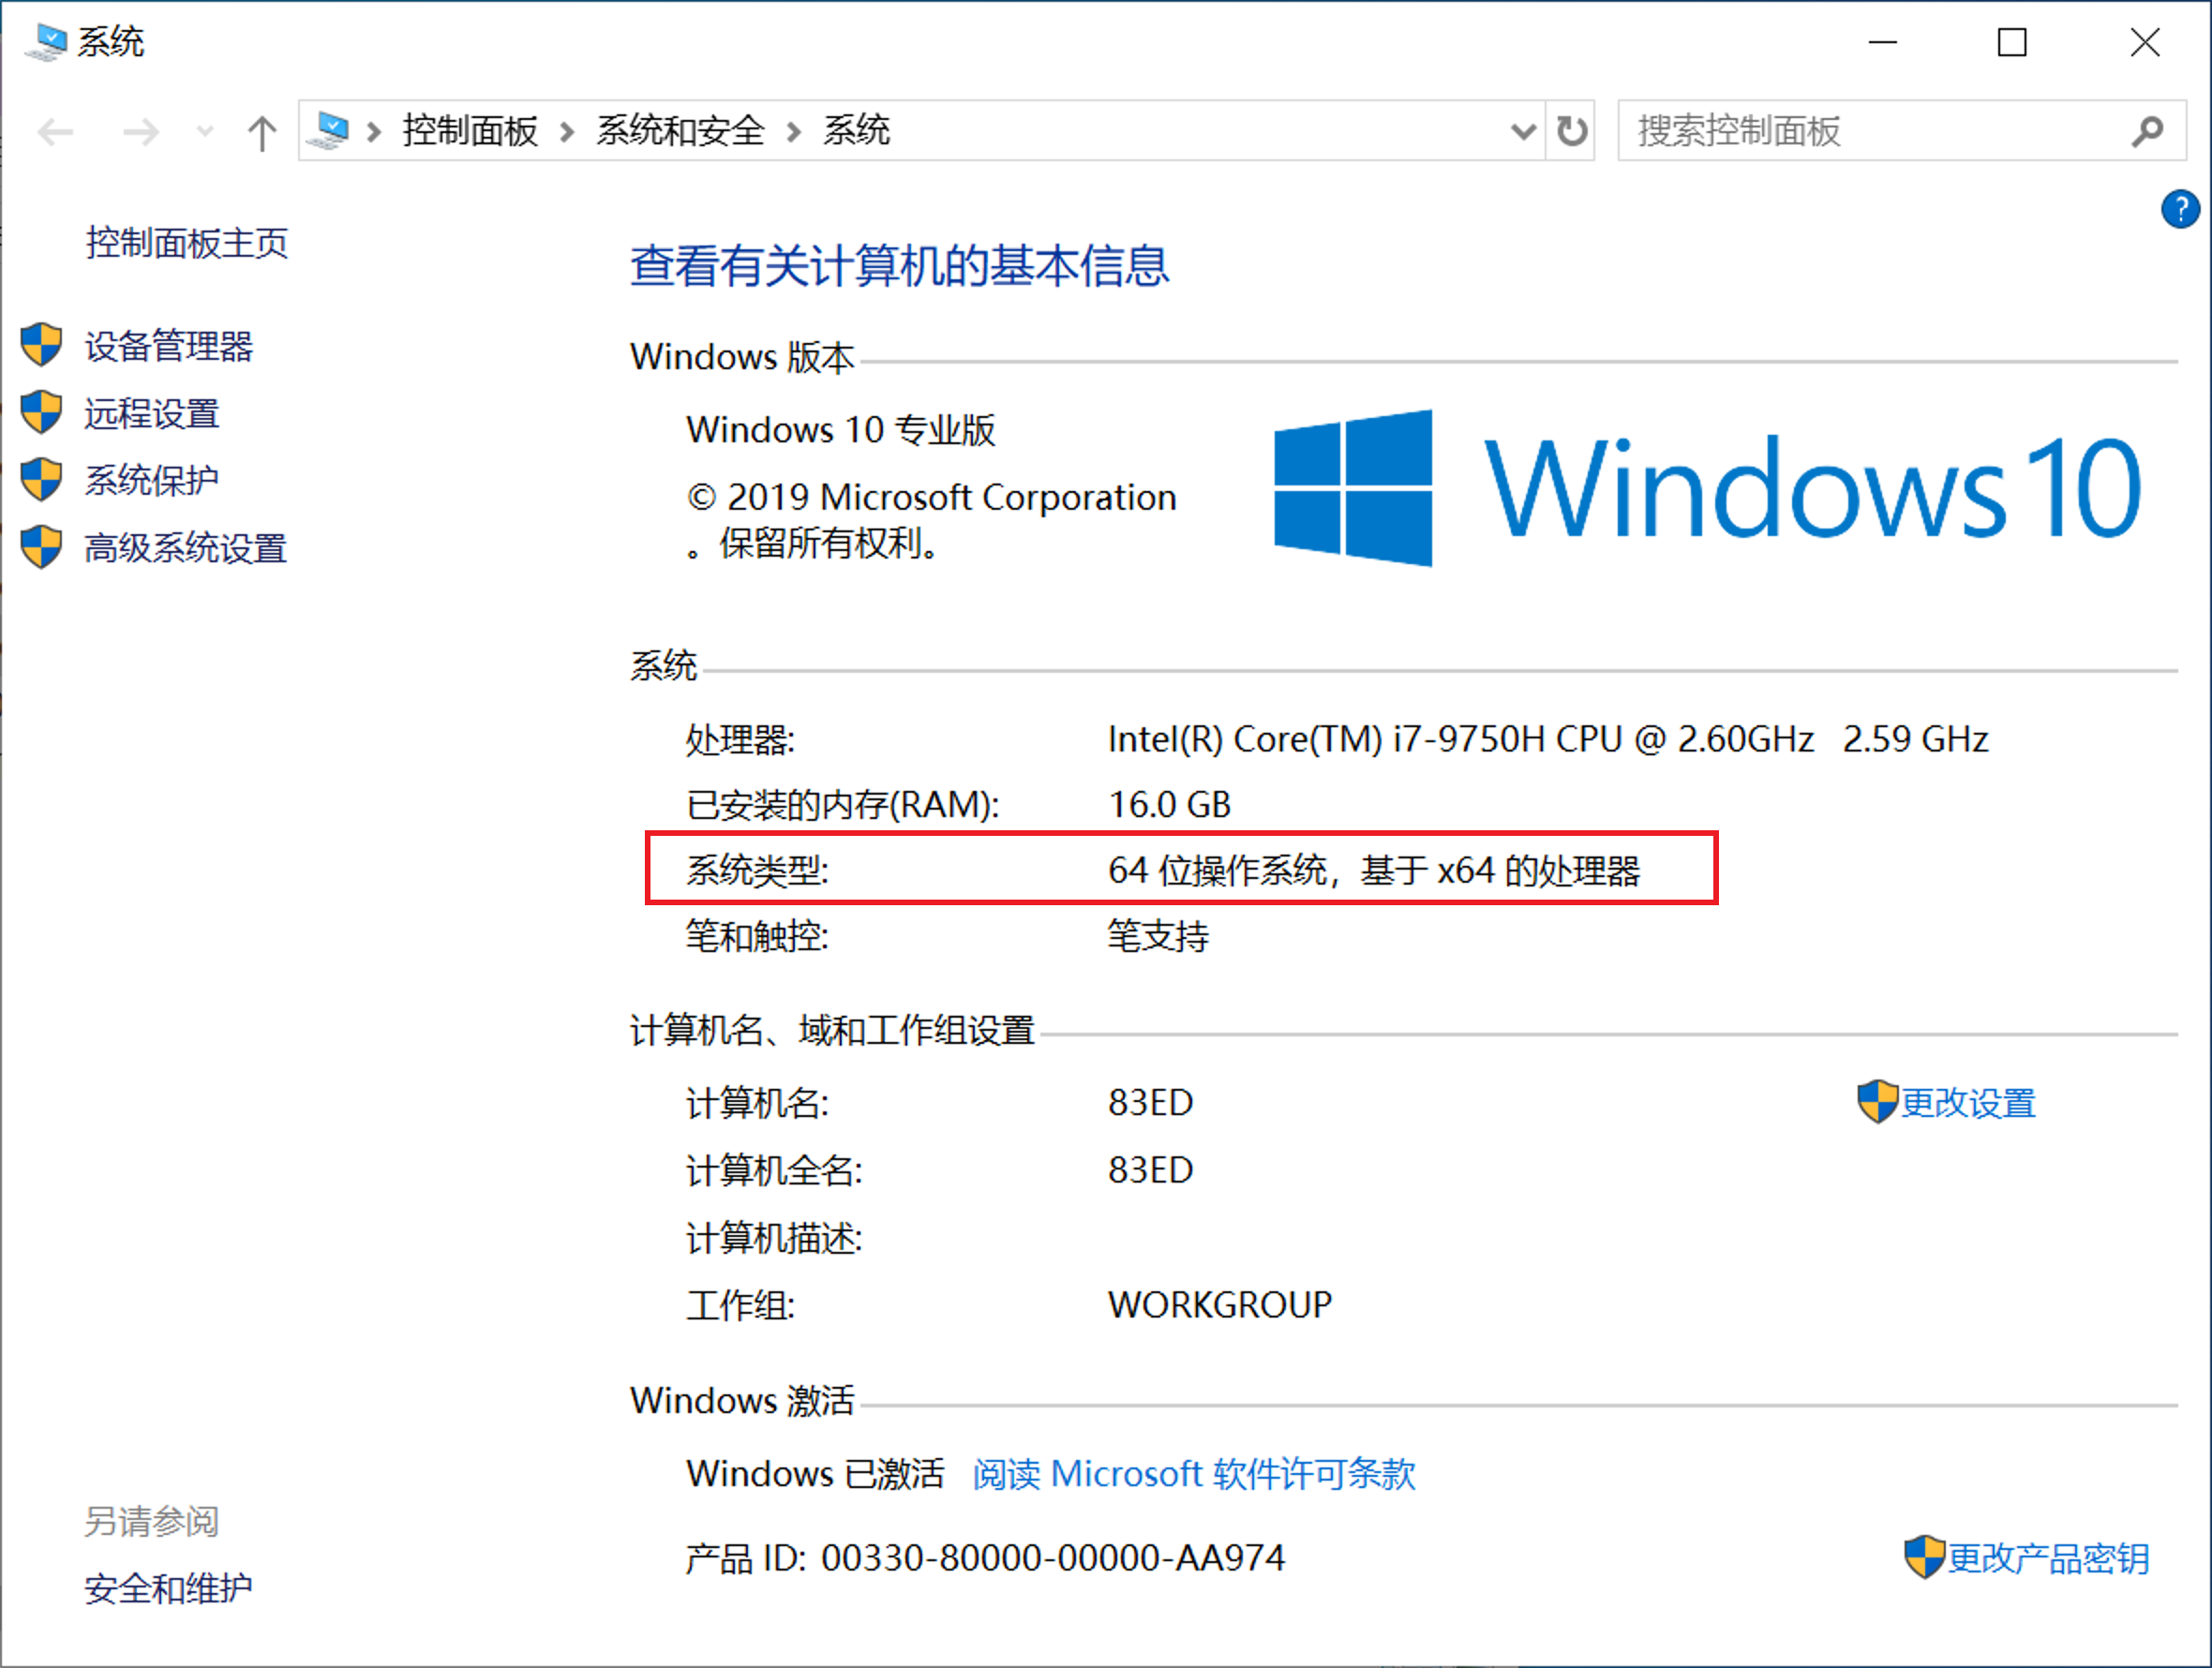 系统
控制面板 系统和安全 系统
搜索控制面板
?
控制面板主页
设备管理器
远程设置
系统保护
高级系统设置
查看有关计算机的基本信息
Windows 版本
Windows 10 专业版
© 2019 Microsoft Corporation
。保留所有权利。
Windows 10
系统
处理器: Intel(R) Core(TM) i7-9750H CPU @ 2.60GHz 2.59 GHz
已安装的内存(RAM): 16.0 GB
系统类型: 64 位操作系统，基于 x64 的处理器
笔和触控: 笔支持
计算机名、域和工作组设置
计算机名: 83ED
更改设置
计算机全名: 83ED
计算机描述:
工作组: WORKGROUP
Windows 激活
Windows 已激活 阅读 Microsoft 软件许可条款
产品 ID: 00330-80000-00000-AA974
更改产品密钥
另请参阅
安全和维护